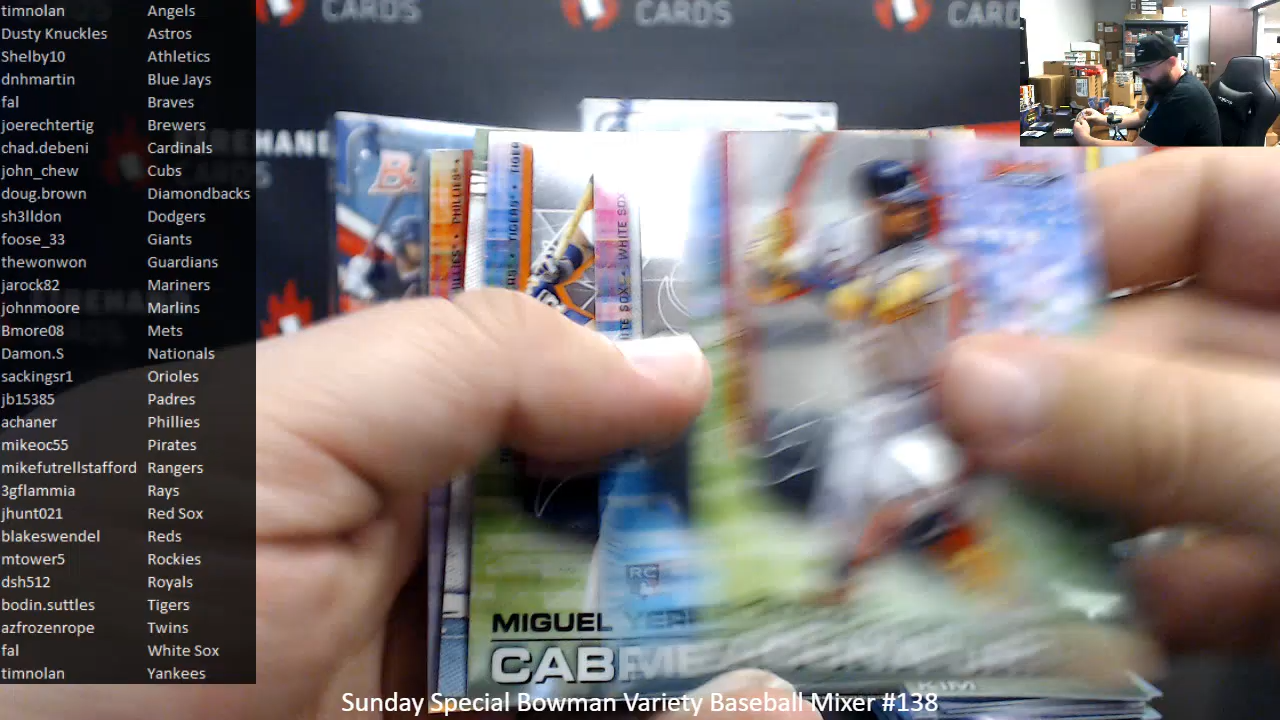 timnolan Angels
Dusty Knuckles Astros
Shelby10 Athletics
dnhmartin Blue Jays
fal Braves
joerechtertig Brewers
chad.debeni Cardinals
john_chew Cubs
doug.brown Diamondbacks
sh3lldon Dodgers
foose_33 Giants
thewonwon Guardians
jarock82 Mariners
johnmoore Marlins
Bmore08 Mets
Damon.S Nationals
sackingsr1 Orioles
jb15385 Padres
achaner Phillies
mikeoc55 Pirates
mikefutrellstafford Rangers
3gflammia Rays
jhunt021 Red Sox
blakeswendel Reds
mtower5 Rockies
dsh512 Royals
bodin.suttles Tigers
azfrozenrope Twins
fal White Sox
timnolan Yankees
CARDS
CARDS
CARD
B
PHILLIES
TIGERS
WHITE SOX
RC
MIGUEL
CAB
KIM
Sunday Special Bowman Variety Baseball Mixer #138